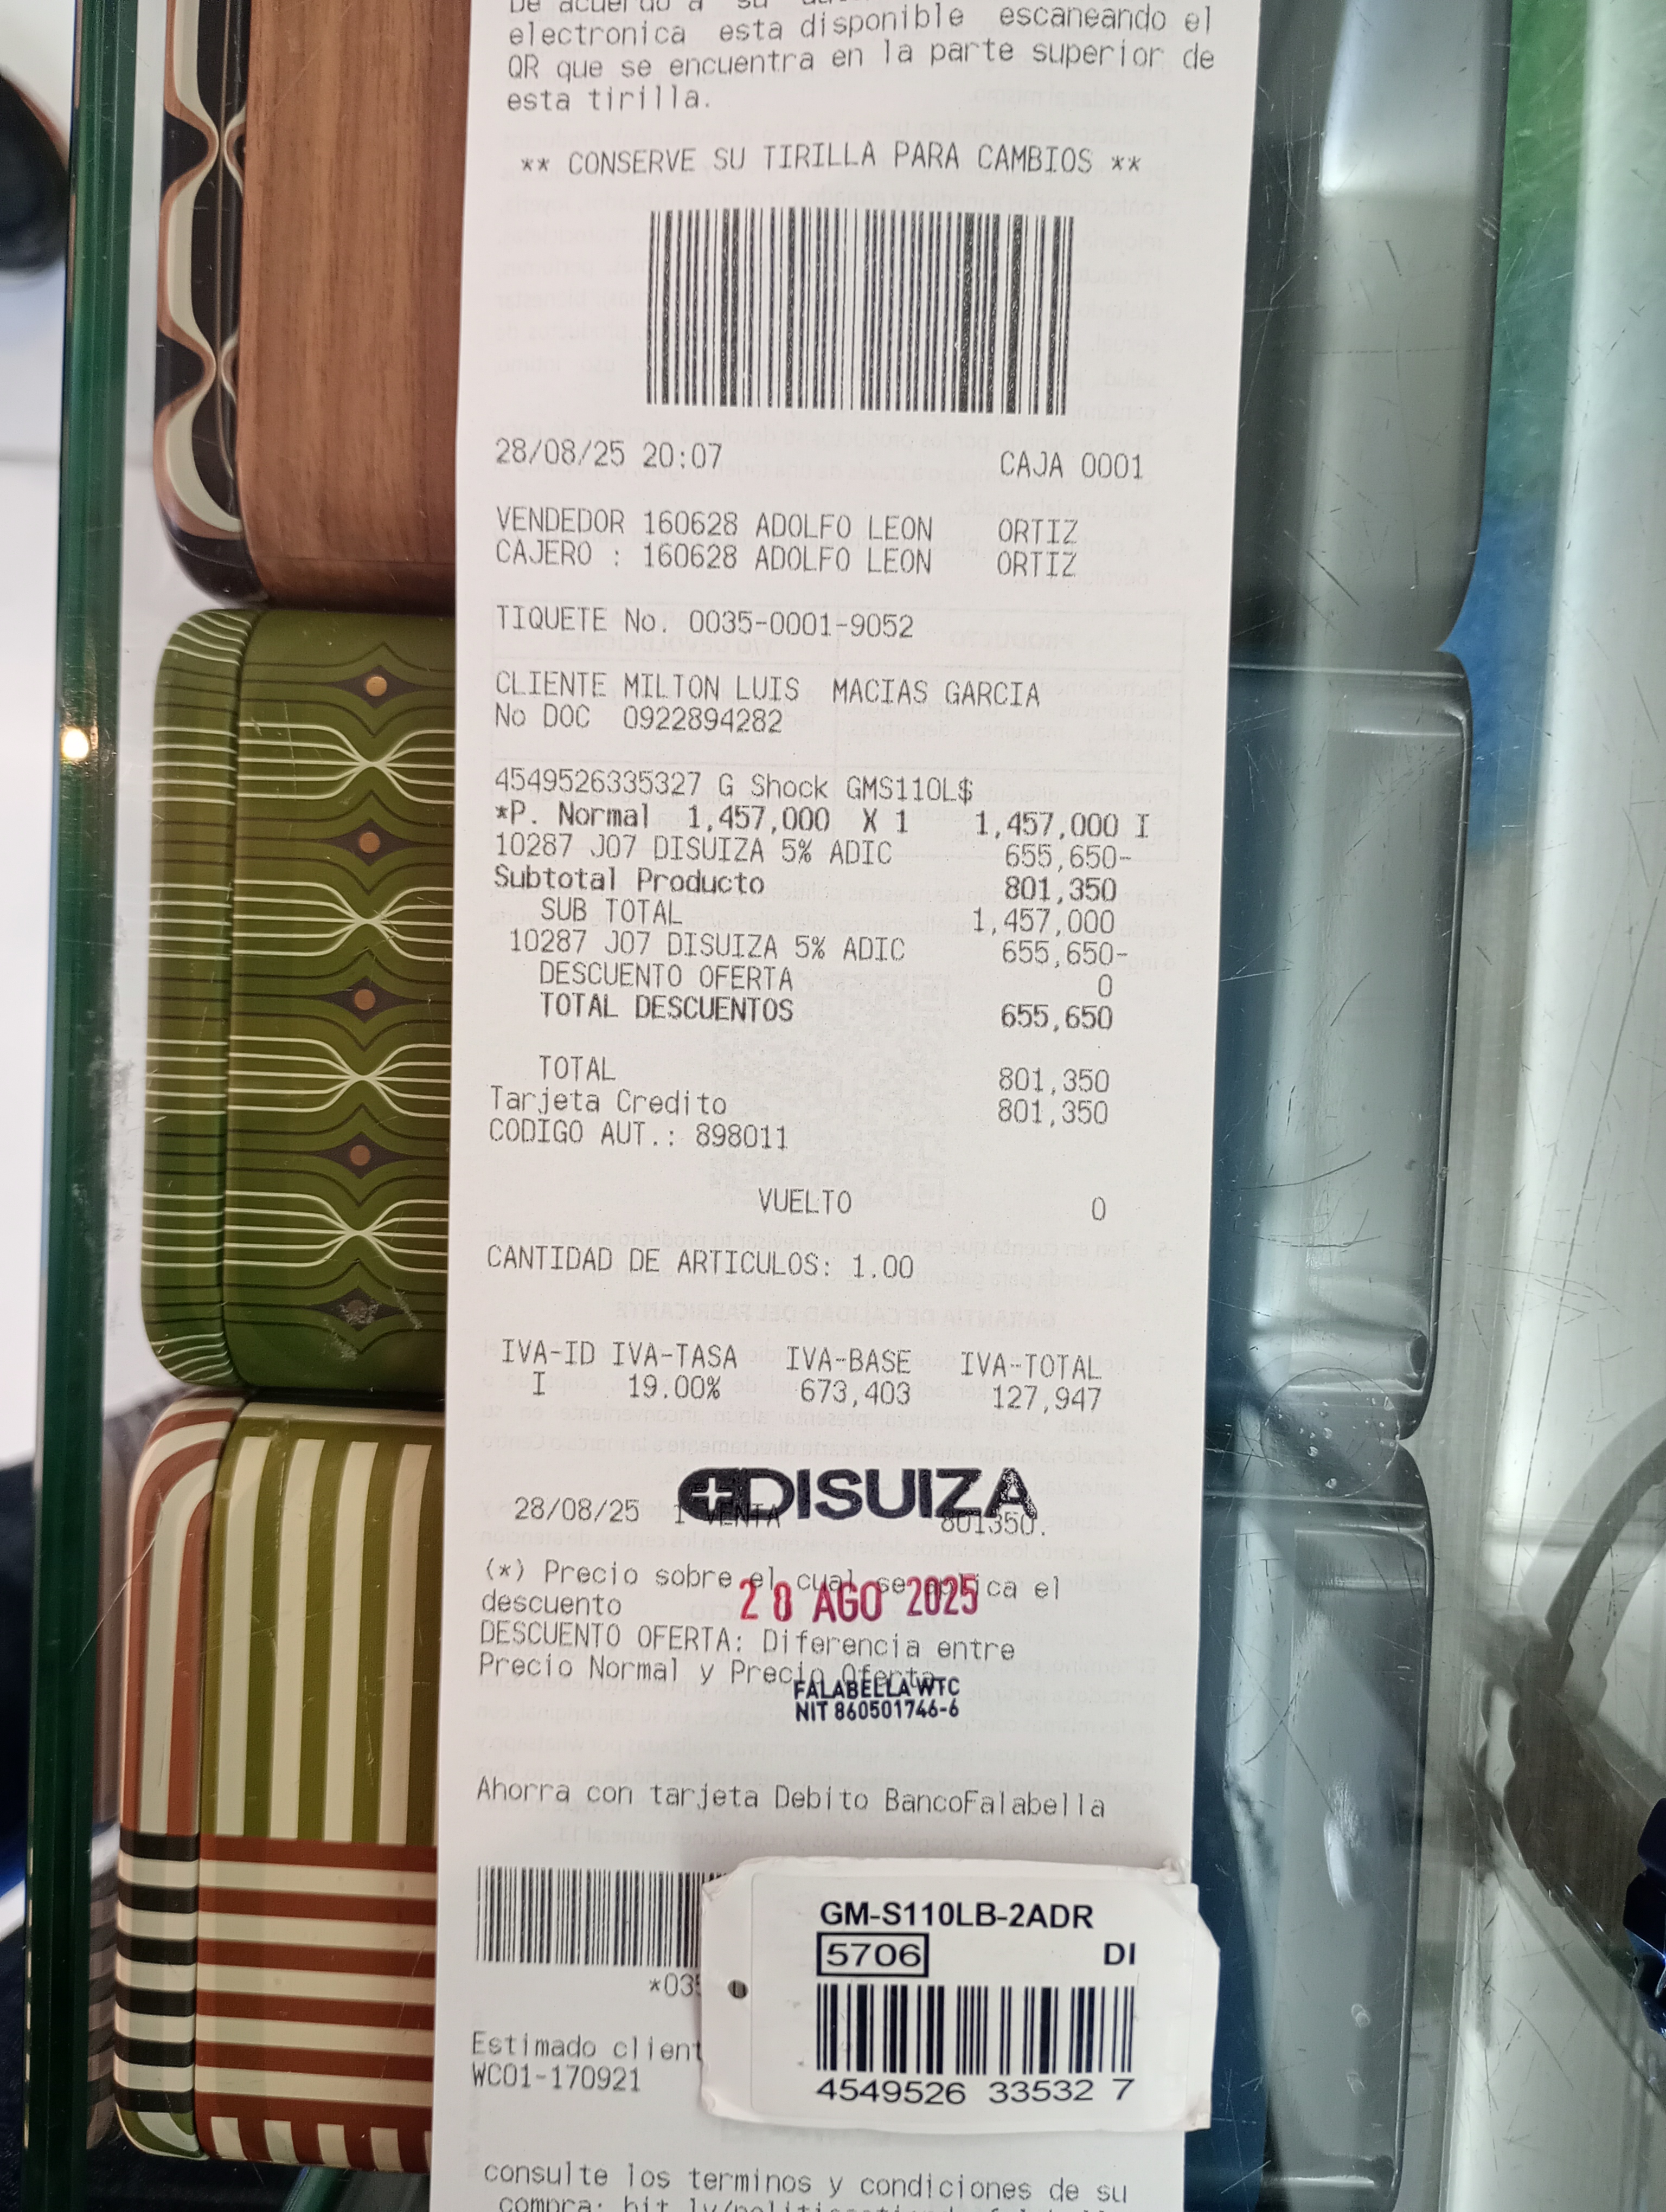 De acuerdo a su
electronica esta disponible escaneando el
QR que se encuentra en la parte superior de
esta tirilla.
** CONSERVE SU TIRILLA PARA CAMBIOS **
28/08/25 20:07 CAJA 0001
VENDEDOR 160628 ADOLFO LEON ORTIZ
CAJERO : 160628 ADOLFO LEON ORTIZ
TIQUETE No. 0035-0001-9052
CLIENTE MILTON LUIS MACIAS GARCIA
No DOC 0922894282
4549526335327 G Shock GMS110L$
*P. Normal 1,457,000 X 1 1,457,000 I
10287 J07 DISUIZA 5% ADIC 655,650-
Subtotal Producto 801,350
SUB TOTAL 1,457,000
10287 J07 DISUIZA 5% ADIC 655,650-
DESCUENTO OFERTA 0
TOTAL DESCUENTOS 655,650
TOTAL 801,350
Tarjeta Credito 801,350
CODIGO AUT.: 898011
VUELTO 0
CANTIDAD DE ARTICULOS: 1.00
IVA-ID IVA-TASA IVA-BASE IVA-TOTAL
I 19.00% 673,403 127,947
DISUIZA
28/08/25 1 VENTA 801350.
(*) Precio sobre el cual se aplica el
descuento
28 AGO 2025
DESCUENTO OFERTA: Diferencia entre
Precio Normal y Precio Oferta
FALABELLA WTC
NIT 860501746-6
Ahorra con tarjeta Debito BancoFalabella
*03
Estimado client
WC01-170921
GM-S110LB-2ADR
5706 DI
4549526 33532 7
consulte los terminos y condiciones de su
compra: